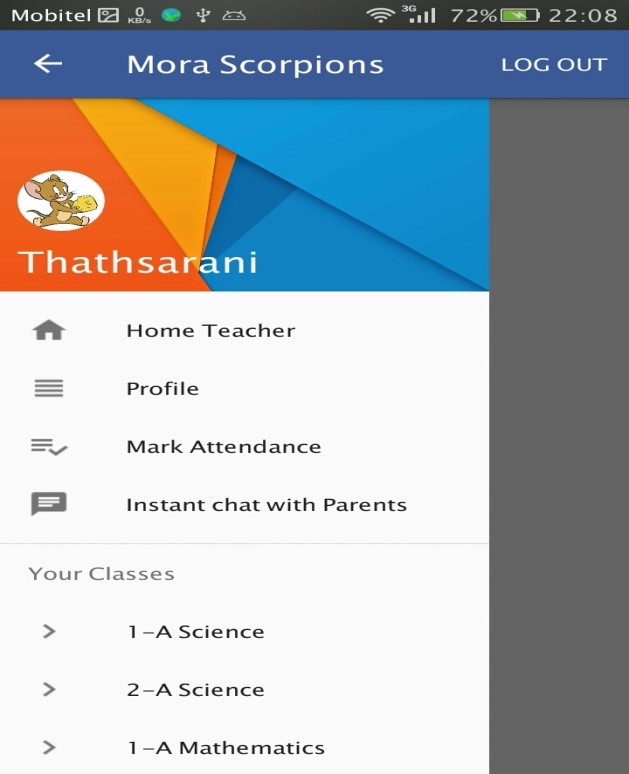 Mobitel 0 KB/s 3G 72% 22:08
Mora Scorpions LOG OUT
Thathsarani
Home Teacher
Profile
Mark Attendance
Instant chat with Parents
Your Classes
1-A Science
2-A Science
1-A Mathematics